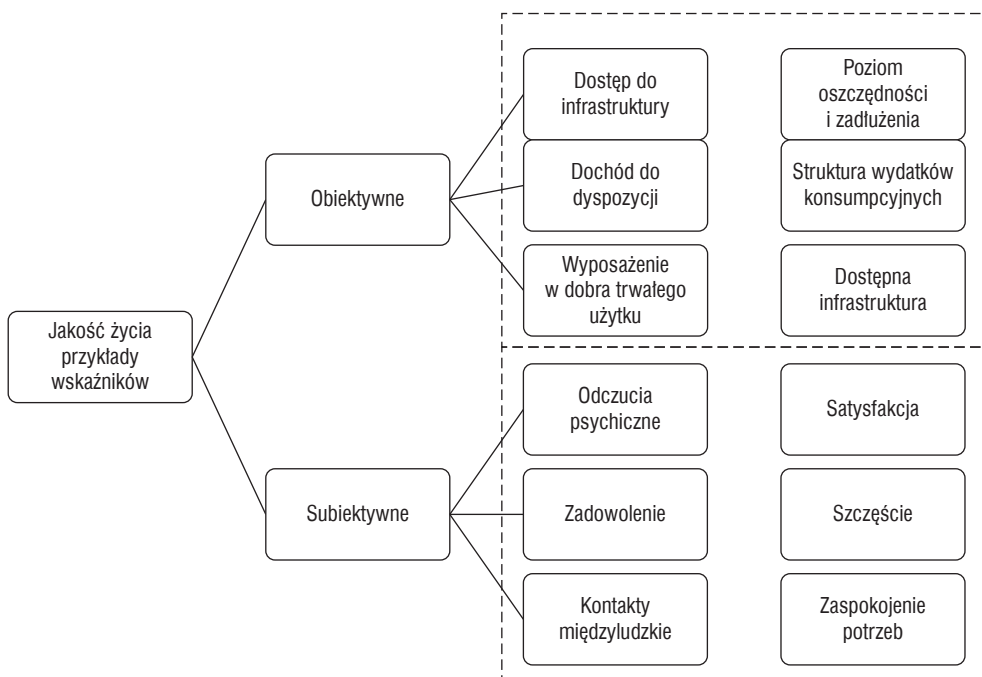 Jakość życia
przykłady
wskaźników
Obiektywne
Dostęp do
infrastruktury
Poziom
oszczędności
i zadłużenia
Dochód do
dyspozycji
Struktura wydatków
konsumpcyjnych
Wyposażenie
w dobra trwałego
użytku
Dostępna
infrastruktura
Subiektywne
Odczucia
psychiczne
Satysfakcja
Zadowolenie
Szczęście
Kontakty
międzyludzkie
Zaspokojenie
potrzeb